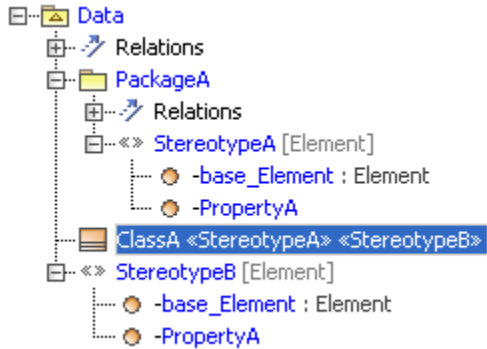 Data
Relations
PackageA
Relations
«» StereotypeA [Element]
-base_Element : Element
-PropertyA
ClassA «StereotypeA» «StereotypeB»
«» StereotypeB [Element]
-base_Element : Element
-PropertyA